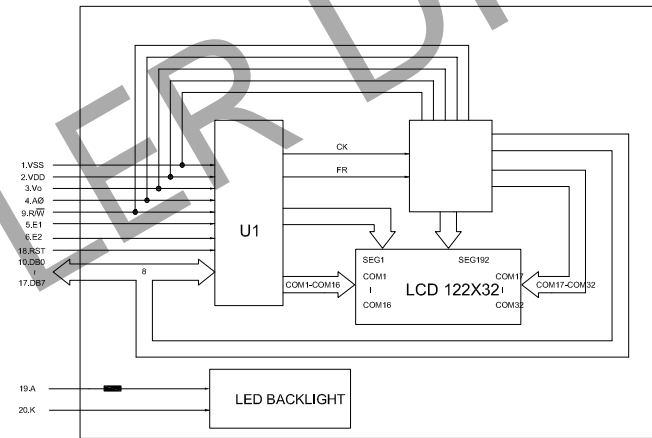 LER DI
CK
FR
1.VSS
2.VDD
3.Vo
4.AØ
9.R/W̅
5.E1
6.E2
18.RST
10.DB0
~
17.DB7
8
U1
SEG1
SEG192
COM1
~
COM16
LCD 122X32
COM17
~
COM32
COM1-COM16
COM17-COM32
19.A
20.K
LED BACKLIGHT